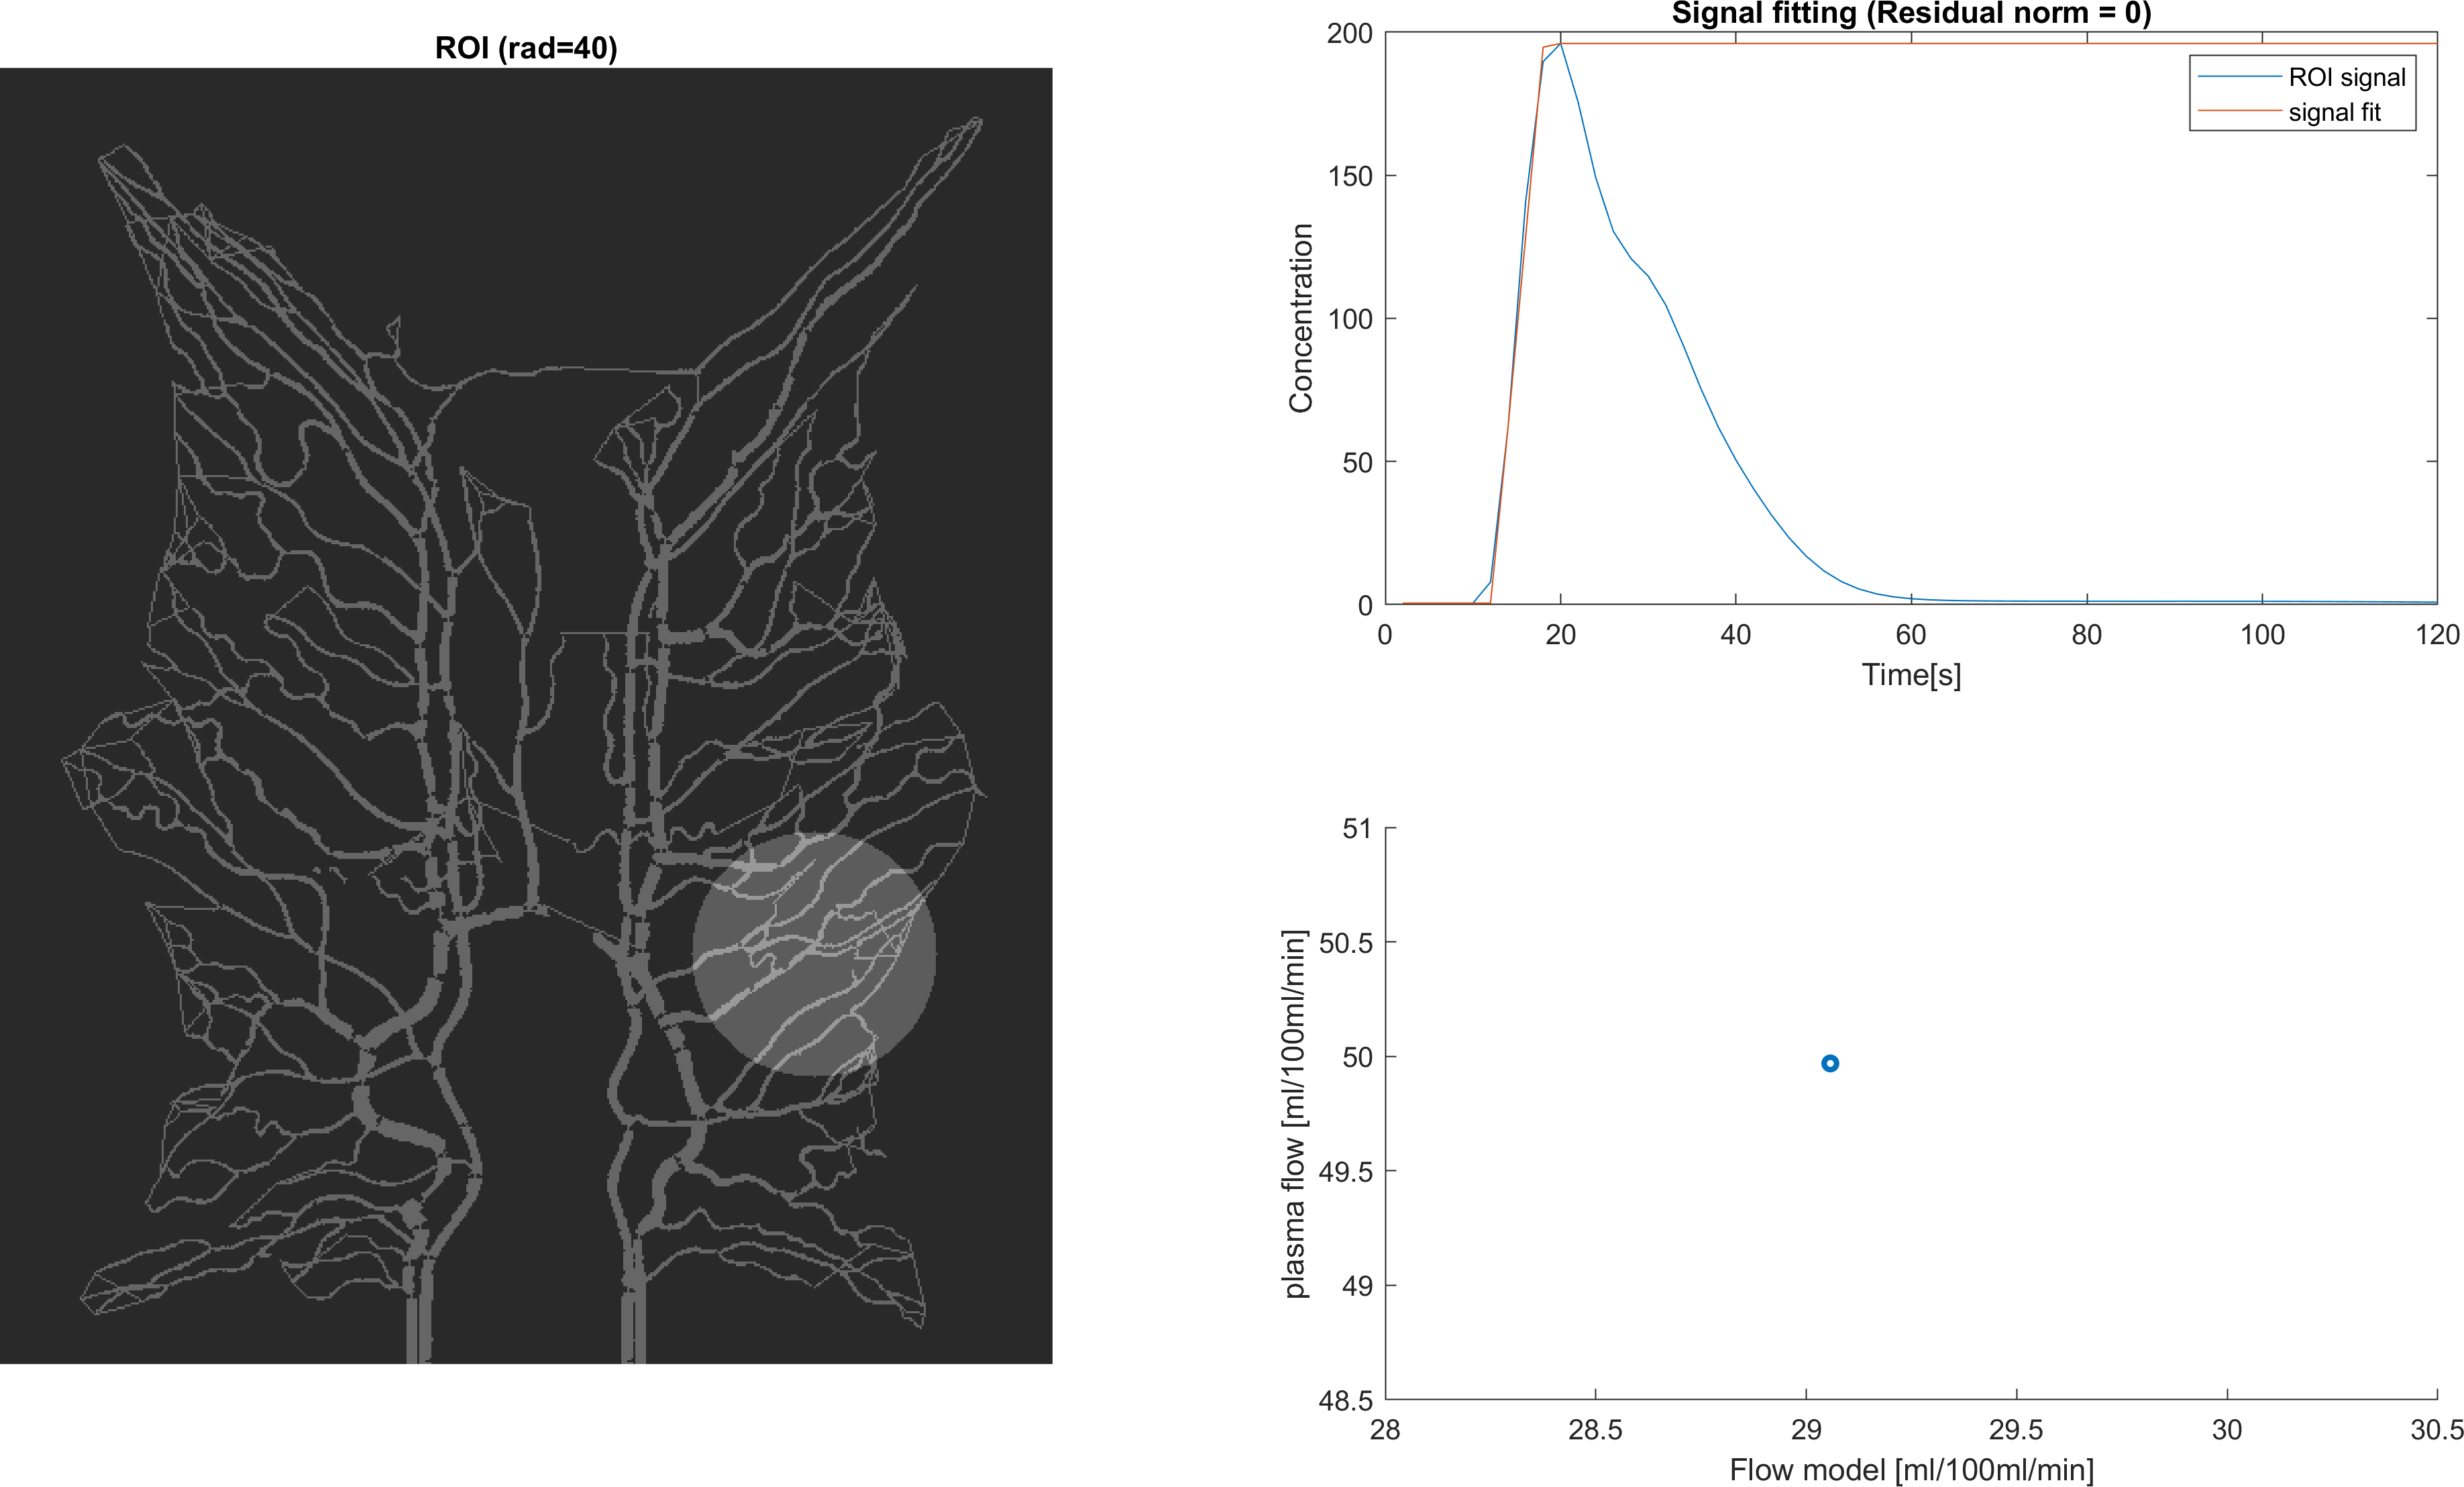 ROI (rad=40)
Signal fitting (Residual norm = 0)
200
150
100
50
0
Concentration
ROI signal
signal fit
0 20 40 60 80 100 120
Time[s]
51
50.5
50
49.5
49
48.5
plasma flow [ml/100ml/min]
28 28.5 29 29.5 30 30.5
Flow model [ml/100ml/min]